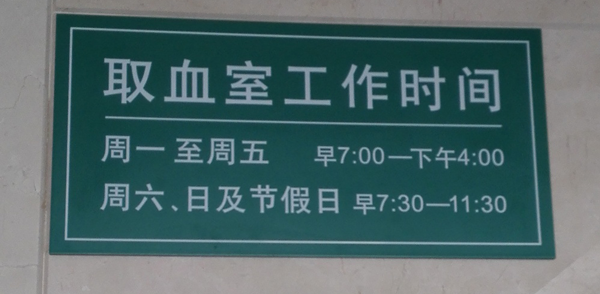 取血室工作时间
周一至周五 早7:00—下午4:00
周六、日及节假日 早7:30—11:30